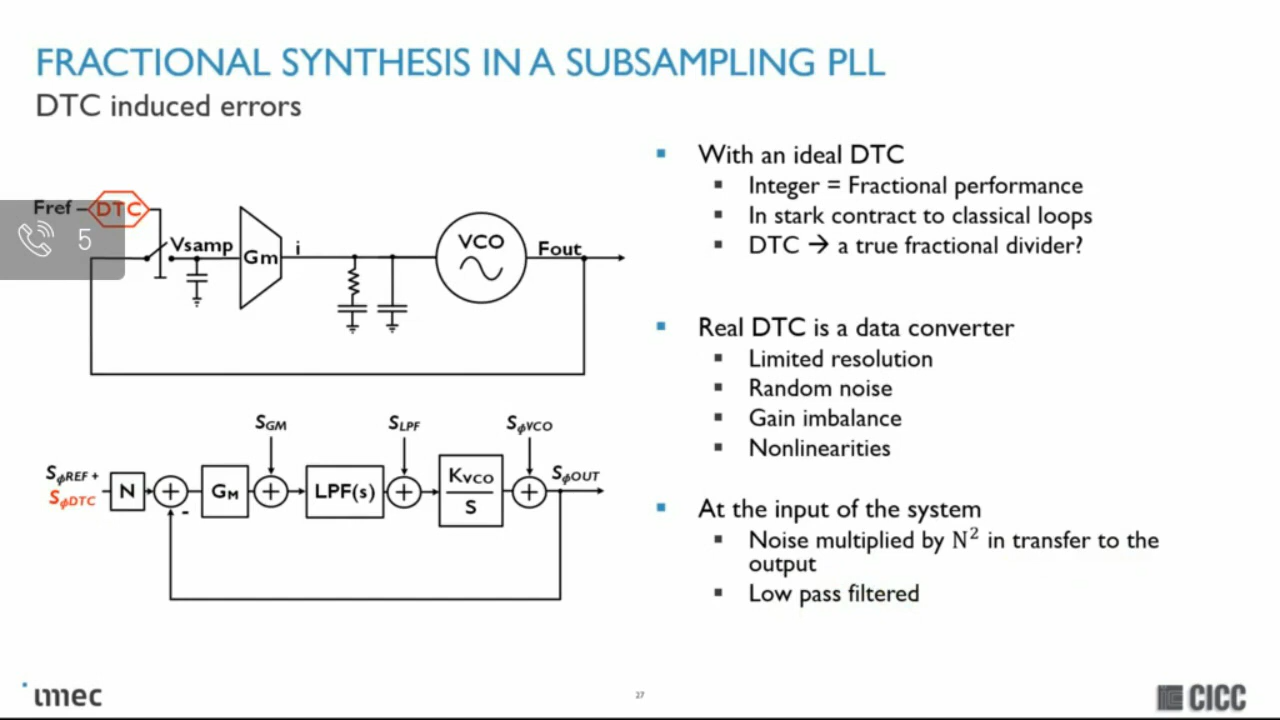 FRACTIONAL SYNTHESIS IN A SUBSAMPLING PLL
DTC induced errors
Fref
DTC
5
Vsamp
Gm
i
VCO
Fout
SGM
SLPF
SϕVCO
SϕREF +
SϕDTC
N
+
-
GM
+
LPF(s)
+
KVCO
S
+
SϕOUT
With an ideal DTC
Integer = Fractional performance
In stark contract to classical loops
DTC → a true fractional divider?
Real DTC is a data converter
Limited resolution
Random noise
Gain imbalance
Nonlinearities
At the input of the system
Noise multiplied by N² in transfer to the
output
Low pass filtered
imec
27
CICC